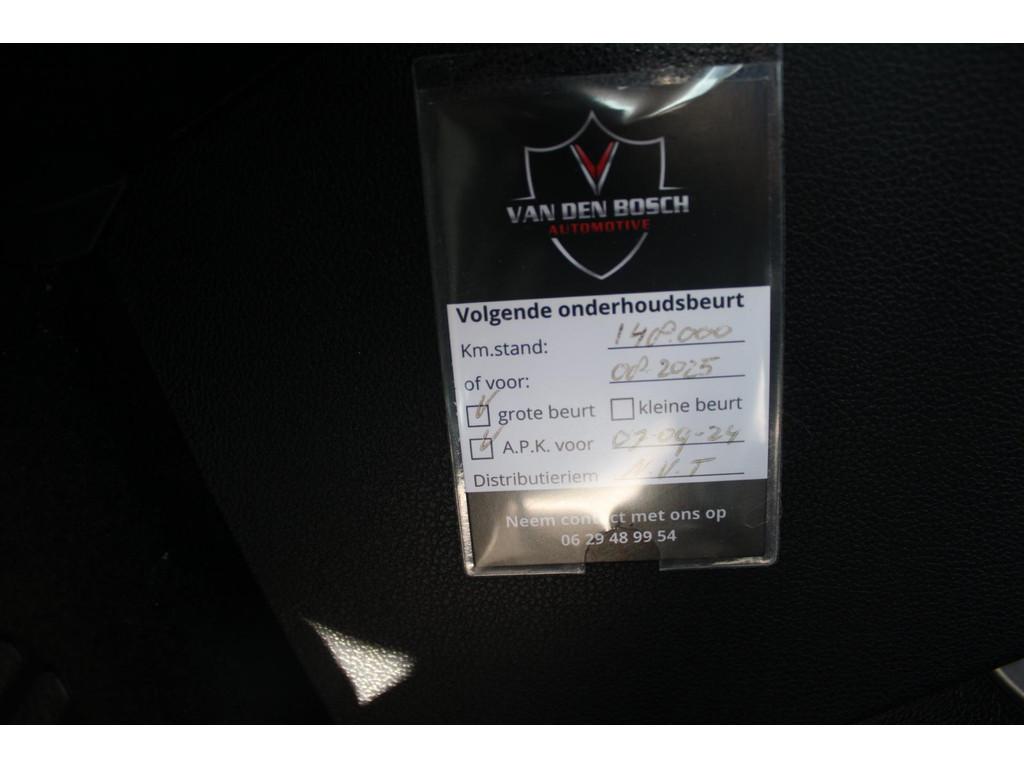 VAN DEN BOSCH
AUTOMOTIVE
Volgende onderhoudsbeurt
Km.stand: 148.000
of voor: 08-2025
grote beurt kleine beurt
A.P.K. voor 07-09-24
Distributieriem N.V.T
Neem contact met ons op
06 29 48 99 54